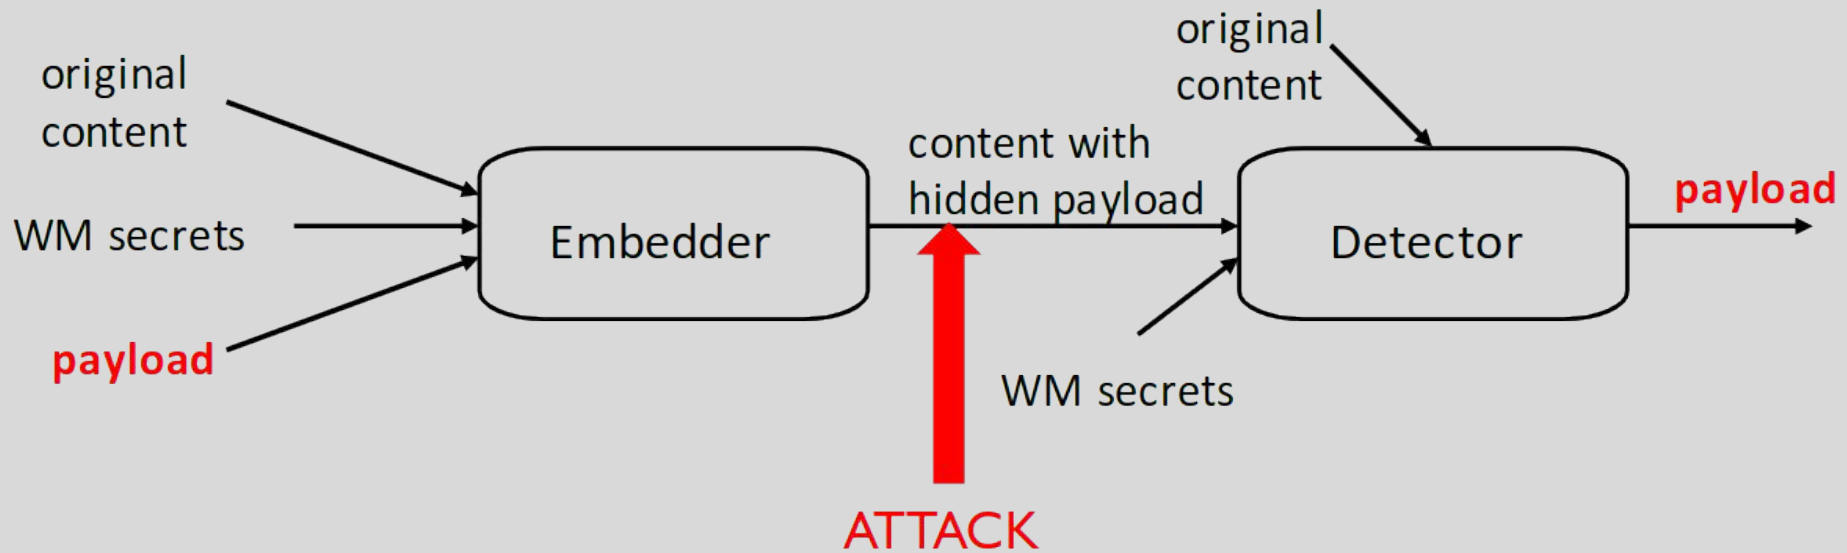 original
content
WM secrets
payload
Embedder
content with
hidden payload
ATTACK
original
content
WM secrets
Detector
payload